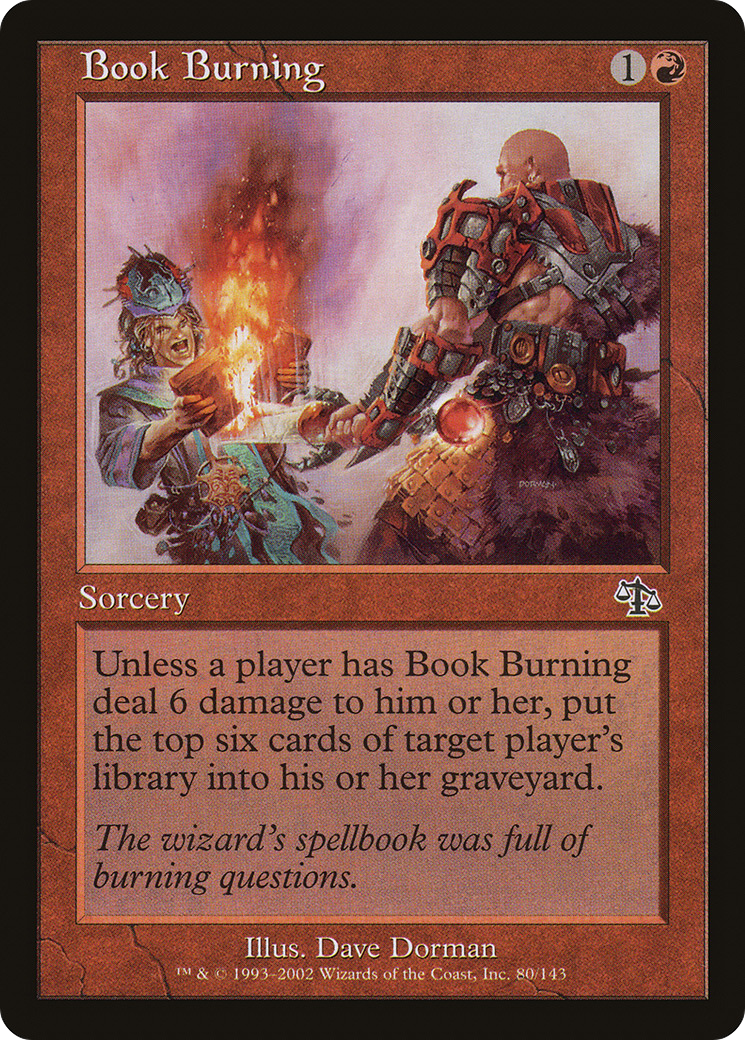 Book Burning
1
DORMAN
Sorcery
Unless a player has Book Burning
deal 6 damage to him or her, put
the top six cards of target player's
library into his or her graveyard.
The wizard's spellbook was full of
burning questions.
Illus. Dave Dorman
™ & © 1993–2002 Wizards of the Coast, Inc. 80/143